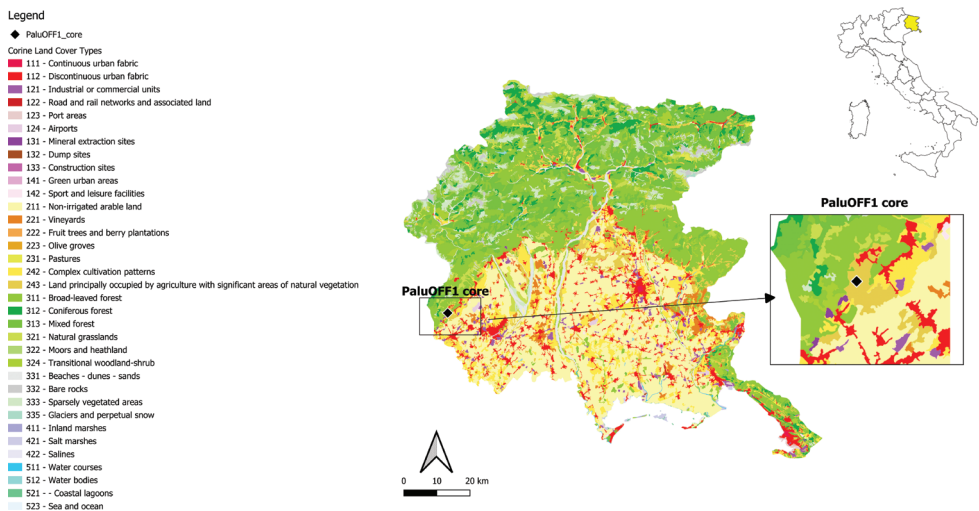 Legend
PaluOFF1_core
Corine Land Cover Types
111 - Continuous urban fabric
112 - Discontinuous urban fabric
121 - Industrial or commercial units
122 - Road and rail networks and associated land
123 - Port areas
124 - Airports
131 - Mineral extraction sites
132 - Dump sites
133 - Construction sites
141 - Green urban areas
142 - Sport and leisure facilities
211 - Non-irrigated arable land
221 - Vineyards
222 - Fruit trees and berry plantations
223 - Olive groves
231 - Pastures
242 - Complex cultivation patterns
243 - Land principally occupied by agriculture with significant areas of natural vegetation
311 - Broad-leaved forest
312 - Coniferous forest
313 - Mixed forest
321 - Natural grasslands
322 - Moors and heathland
324 - Transitional woodland-shrub
331 - Beaches - dunes - sands
332 - Bare rocks
333 - Sparsely vegetated areas
335 - Glaciers and perpetual snow
411 - Inland marshes
421 - Salt marshes
422 - Salines
511 - Water courses
512 - Water bodies
521 - - Coastal lagoons
523 - Sea and ocean
PaluOFF1 core
PaluOFF1 core
0 10 20 km